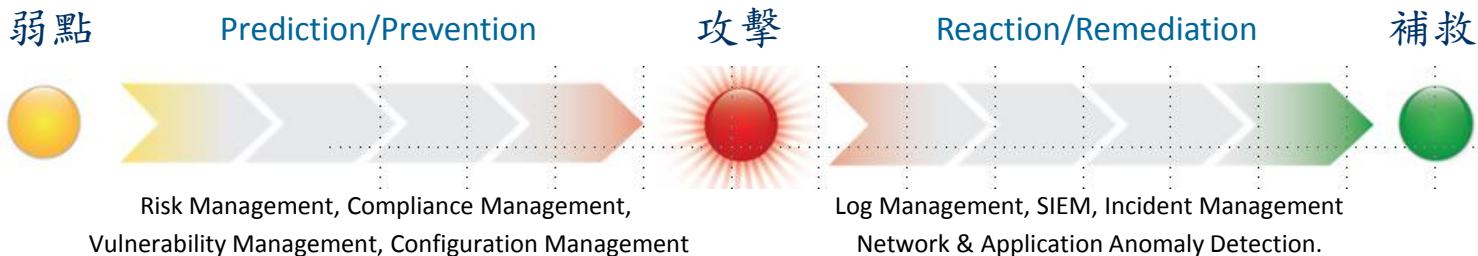 弱點 Prediction/Prevention 攻擊 Reaction/Remediation 補救
Risk Management, Compliance Management,
Vulnerability Management, Configuration Management
Log Management, SIEM, Incident Management
Network & Application Anomaly Detection.